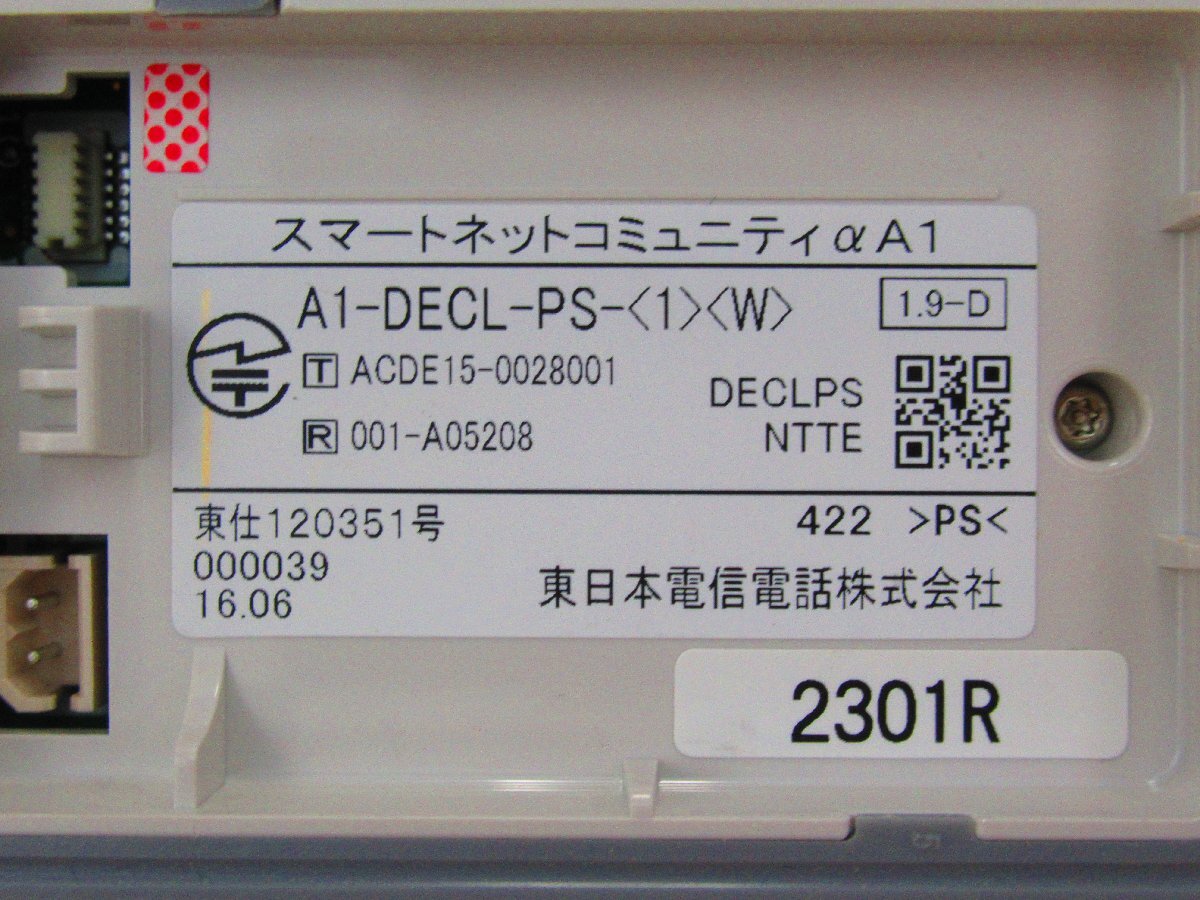 スマートネットコミュニティαA1
A1-DECL-PS-<1><W>
1.9-D
T ACDE15-0028001
R 001-A05208
DECLPS
NTTE
東仕120351号
000039
16.06
422 >PS<
東日本電信電話株式会社
2301R
5